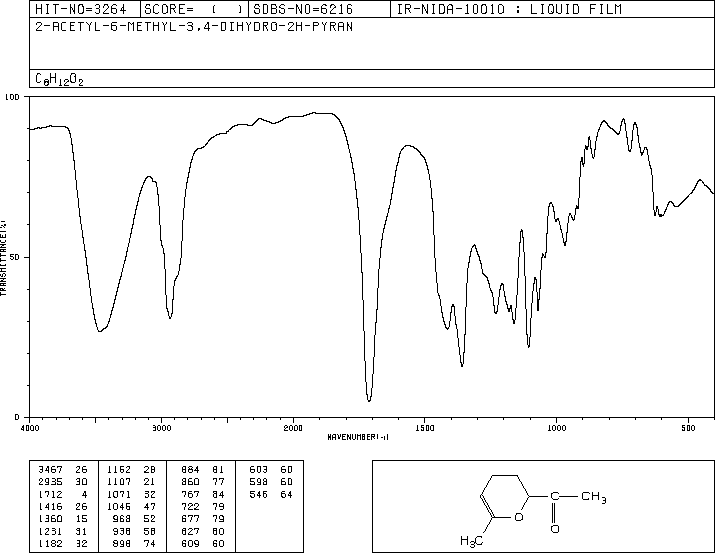 HIT-NO=3264 SCORE= ( ) SDBS-NO=6216 IR-NIDA-10010 : LIQUID FILM
2-ACETYL-6-METHYL-3,4-DIHYDRO-2H-PYRAN
C8H12O2
100
50
0
TRANSMITTANCE(%)
4000 3000 2000 1500 1000 500
WAVENUMBER(-1)
3467 26 1162 28 884 81 603 60
2935 30 1107 21 860 77 598 60
1712 4 1071 32 767 84 546 64
1416 26 1046 47 722 79
1360 15 968 52 677 79
1231 31 938 58 627 80
1182 32 898 74 609 60
C CH3
O O
H3C